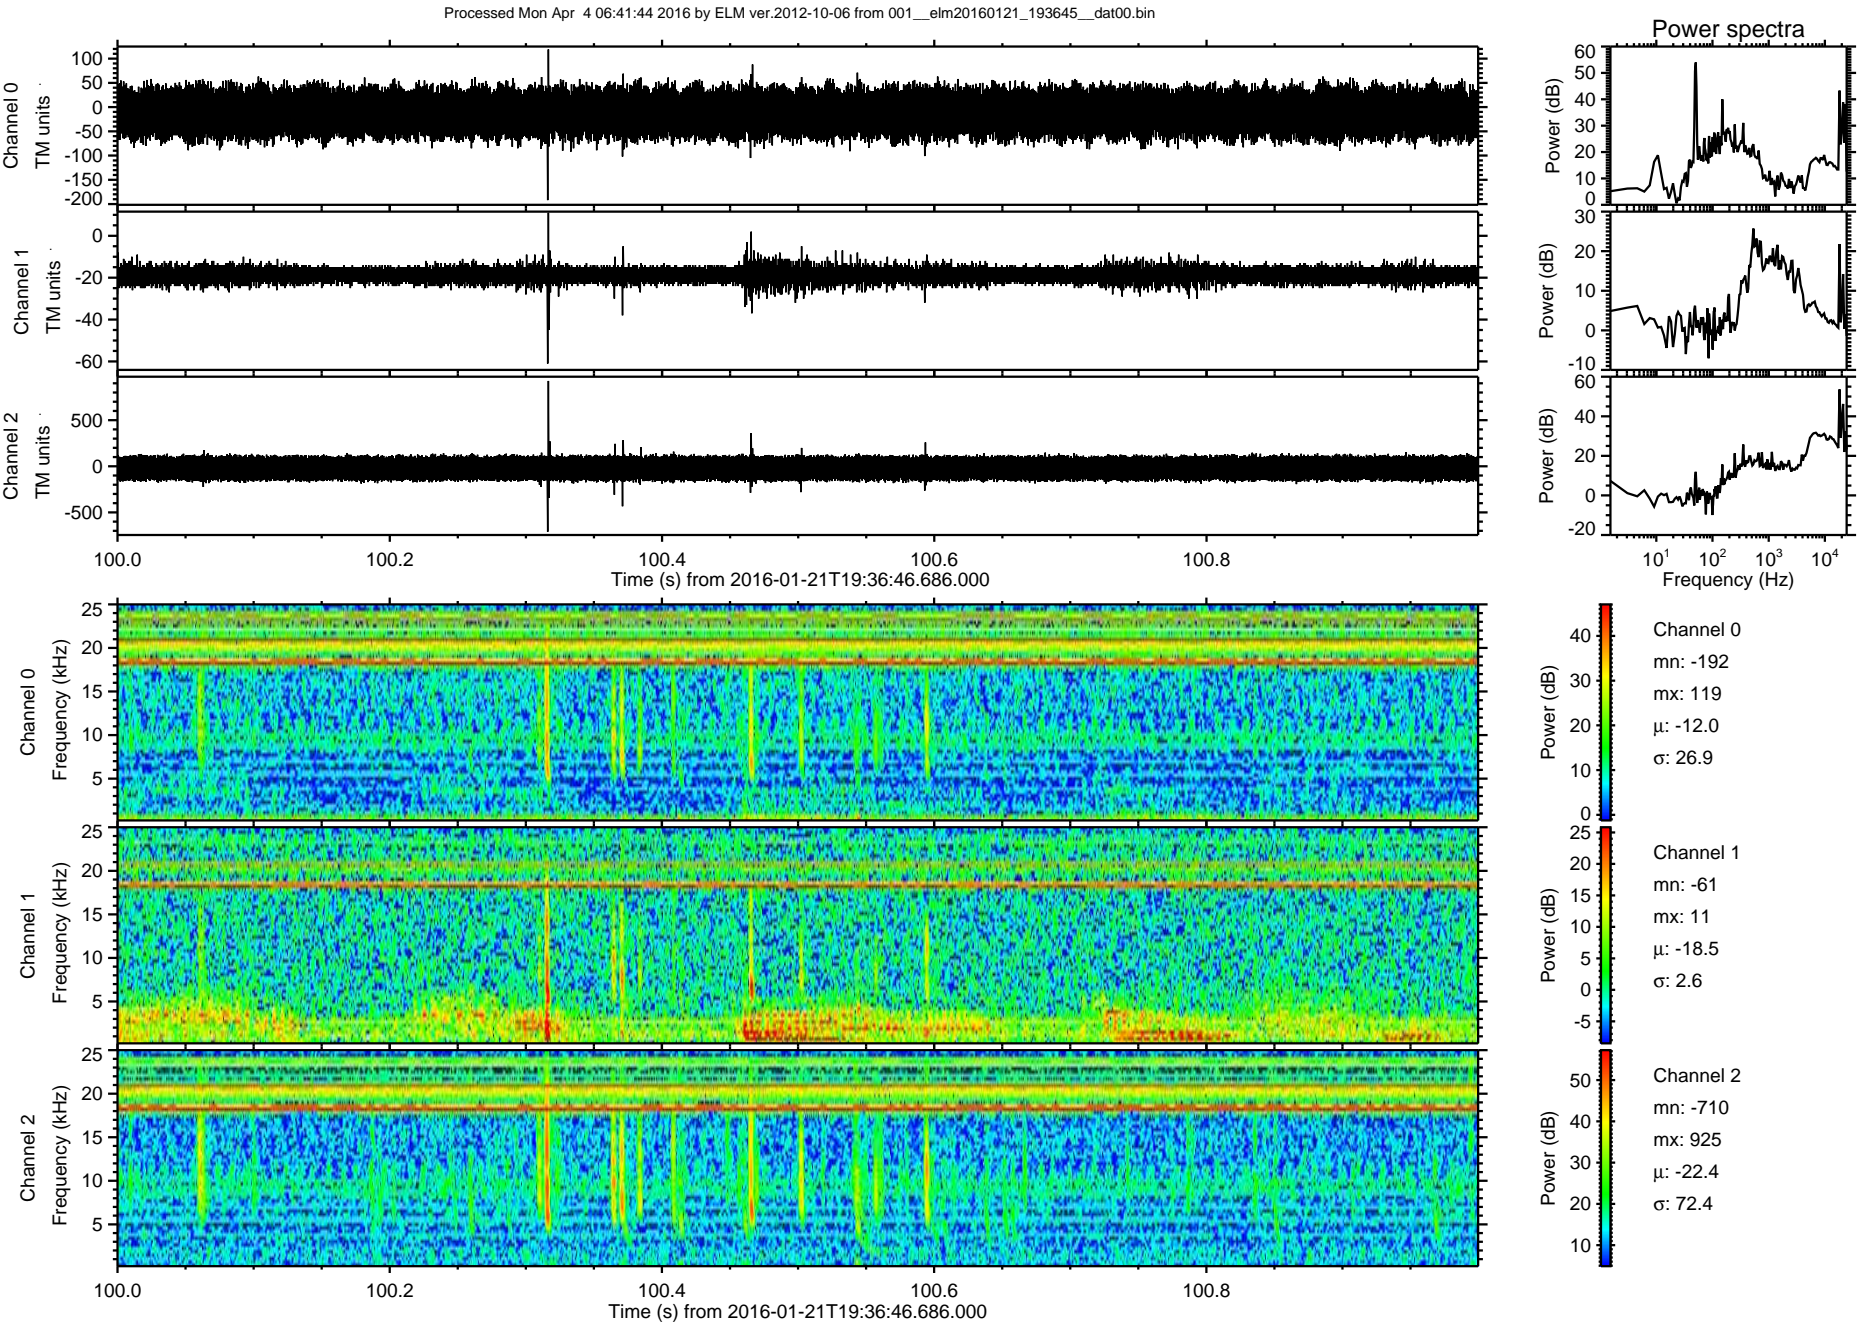 Processed Mon Apr  4 06:41:44 2016 by ELM ver.2012-10-06 from 001__elm20160121_193645__dat00.bin
Power spectra
Channel 0
TM units
100
50
0
-50
-100
-150
-200
Power (dB)
60
50
40
30
20
10
0
Channel 1
TM units
0
-20
-40
-60
Power (dB)
30
20
10
0
-10
Channel 2
TM units
500
0
-500
Power (dB)
60
40
20
0
-20
100.0 100.2 100.4 100.6 100.8
Time (s) from 2016-01-21T19:36:46.686.000
10^1 10^2 10^3 10^4
Frequency (Hz)
Channel 0
Frequency (kHz)
25
20
15
10
5
Power (dB)
40
30
20
10
0
Channel 0
mn: -192
mx: 119
μ: -12.0
σ: 26.9
Channel 1
Frequency (kHz)
25
20
15
10
5
Power (dB)
25
20
15
10
5
0
-5
Channel 1
mn: -61
mx: 11
μ: -18.5
σ: 2.6
Channel 2
Frequency (kHz)
25
20
15
10
5
Power (dB)
50
40
30
20
10
Channel 2
mn: -710
mx: 925
μ: -22.4
σ: 72.4
100.0 100.2 100.4 100.6 100.8
Time (s) from 2016-01-21T19:36:46.686.000